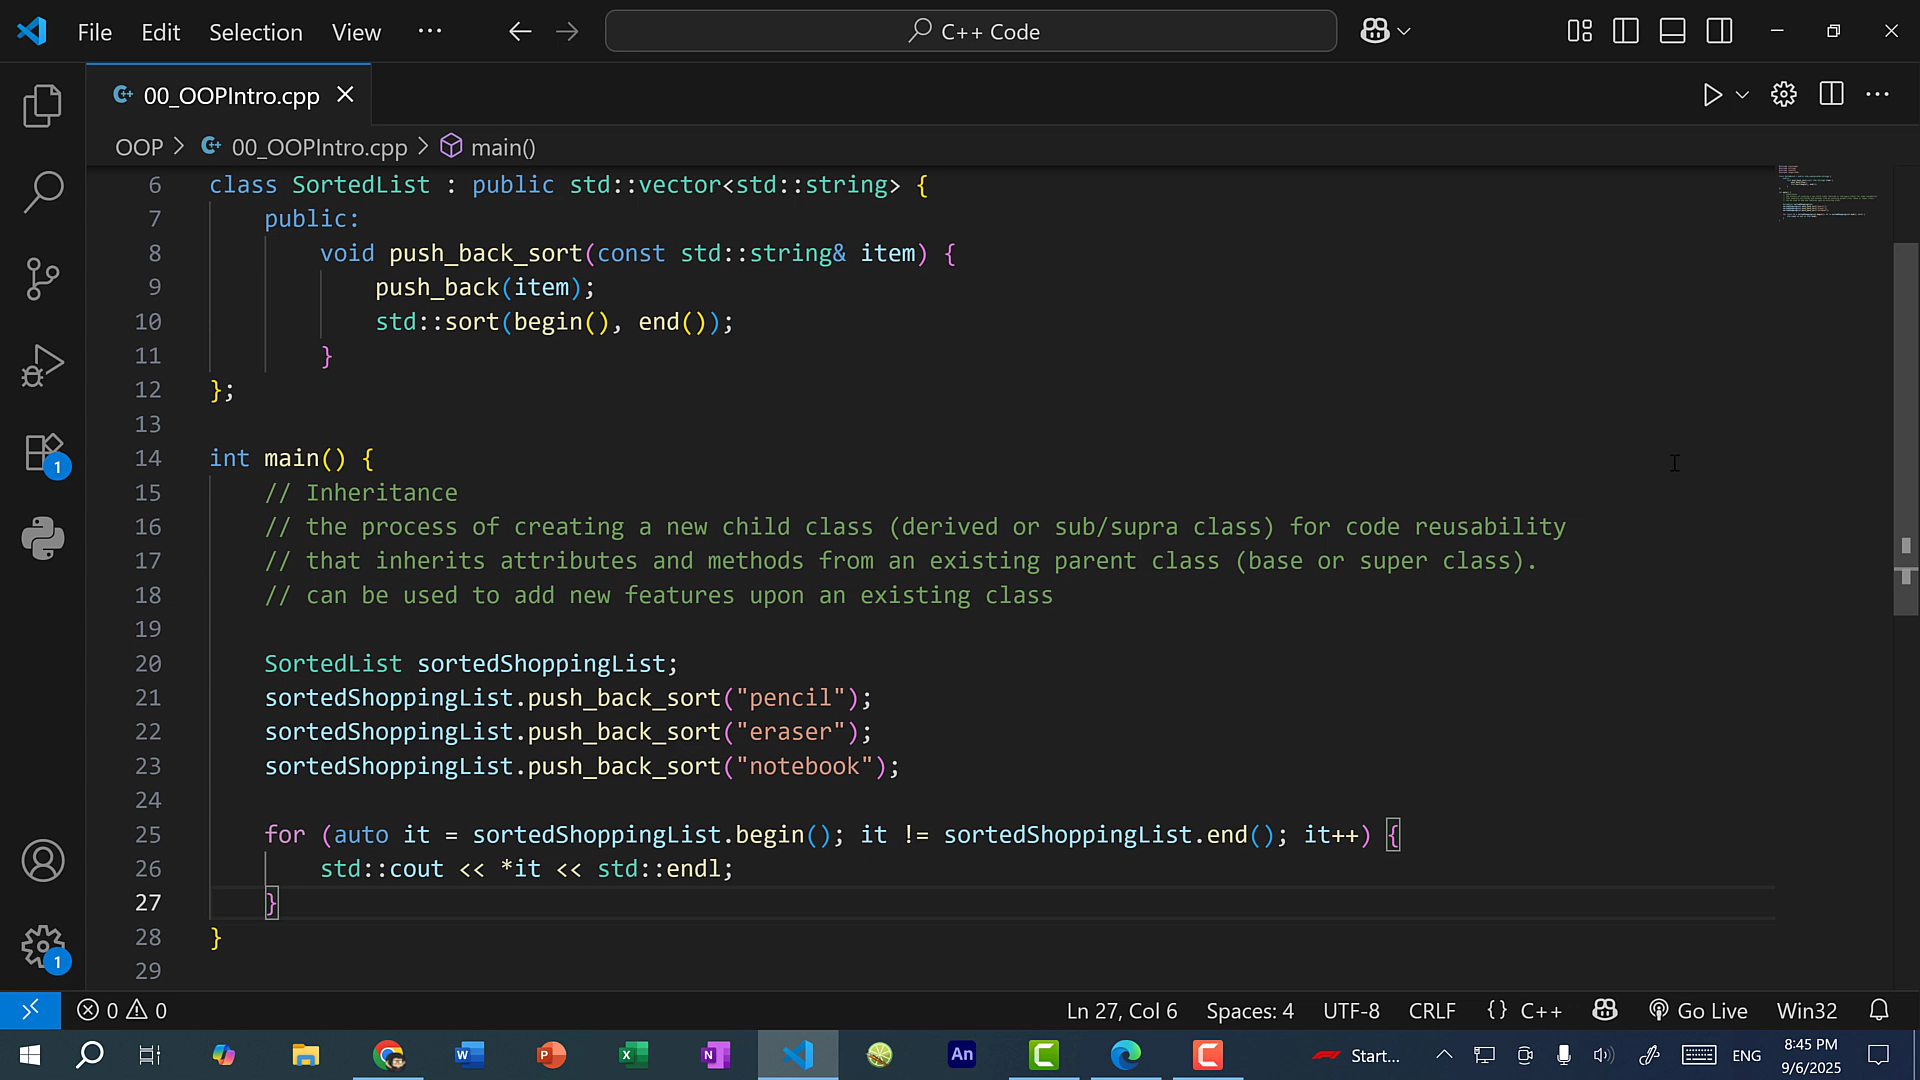 File Edit Selection View ··· C++ Code
00_OOPIntro.cpp
OOP > 00_OOPIntro.cpp > main()
6 class SortedList : public std::vector<std::string> {
7 public:
8 void push_back_sort(const std::string& item) {
9 push_back(item);
10 std::sort(begin(), end());
11 }
12 };
13
14 int main() {
15 // Inheritance
16 // the process of creating a new child class (derived or sub/supra class) for code reusability
17 // that inherits attributes and methods from an existing parent class (base or super class).
18 // can be used to add new features upon an existing class
19
20 SortedList sortedShoppingList;
21 sortedShoppingList.push_back_sort("pencil");
22 sortedShoppingList.push_back_sort("eraser");
23 sortedShoppingList.push_back_sort("notebook");
24
25 for (auto it = sortedShoppingList.begin(); it != sortedShoppingList.end(); it++) {
26 std::cout << *it << std::endl;
27 }
28 }
29
1
1
0 0 Ln 27, Col 6 Spaces: 4 UTF-8 CRLF {} C++ Go Live Win32
An Start... ENG 8:45 PM
9/6/2025